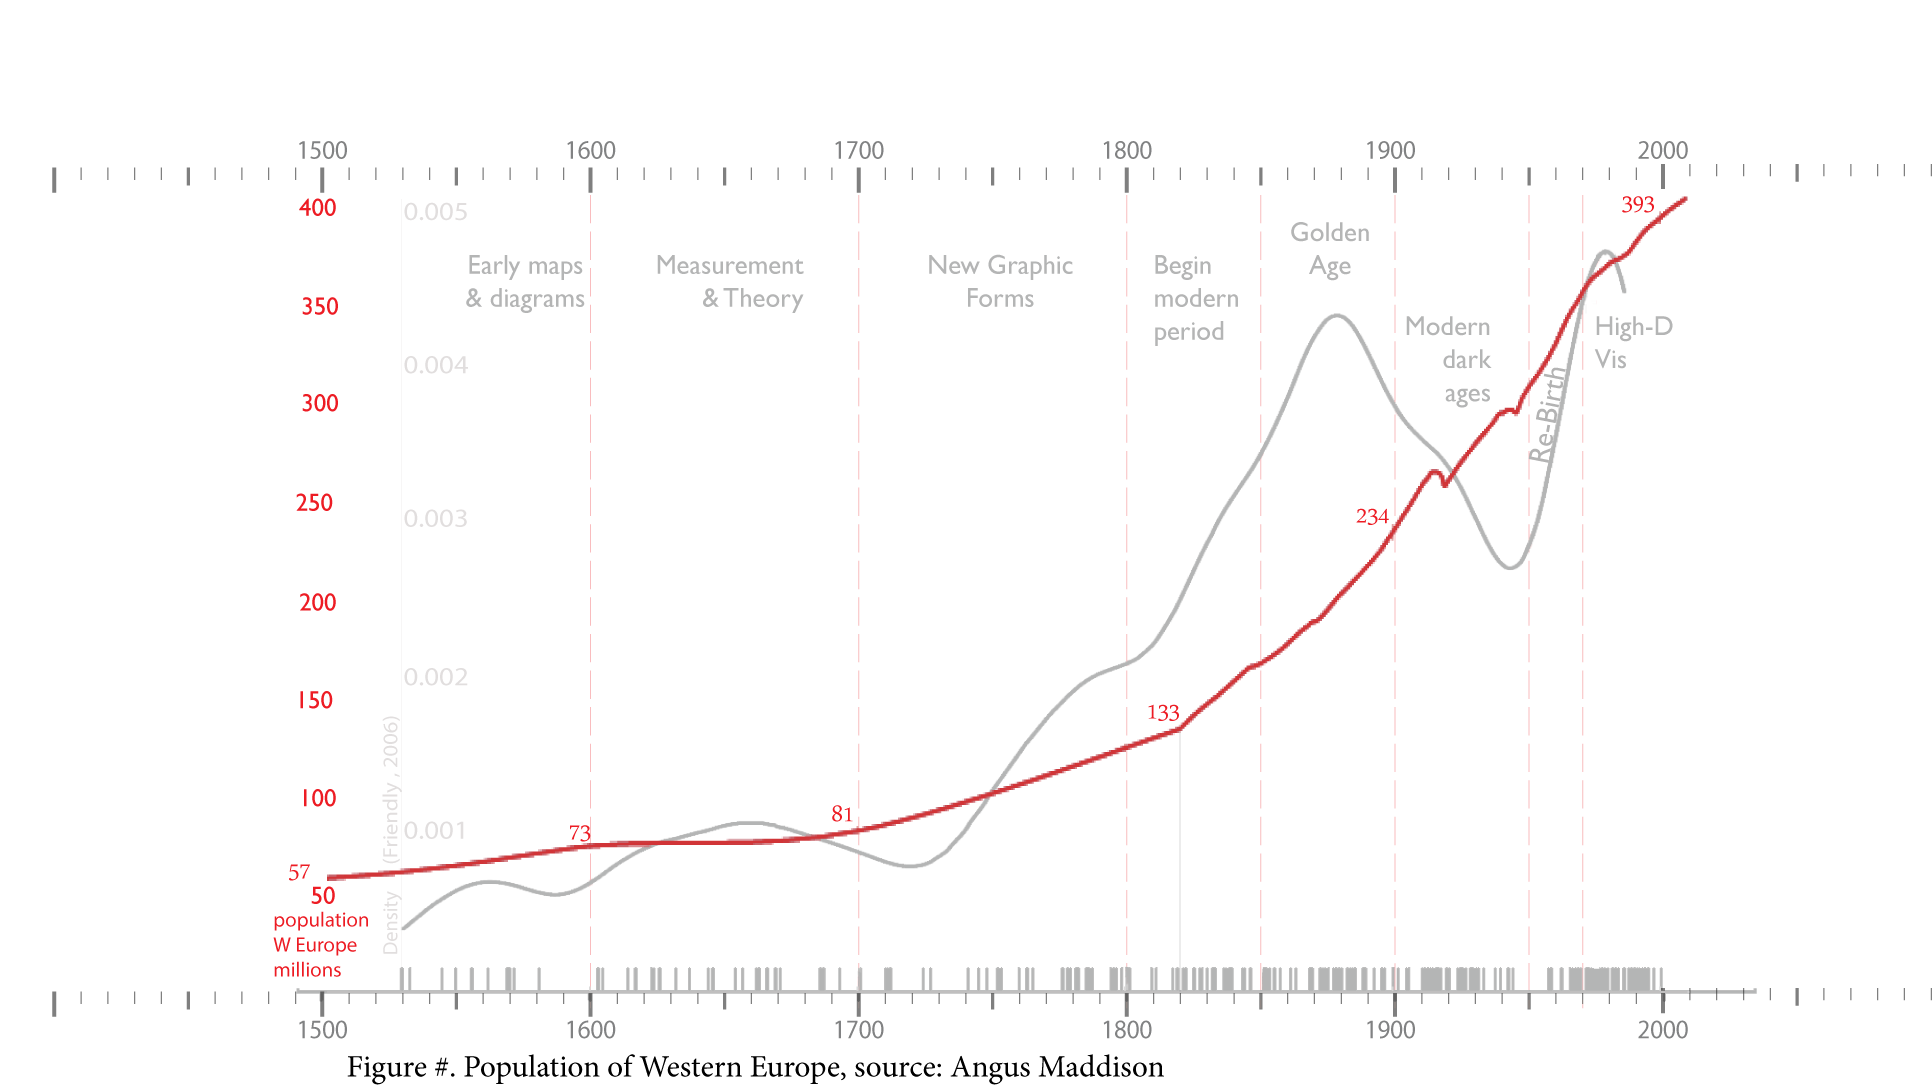 1500 1600 1700 1800 1900 2000
400
0.005
393
Golden
Age
Early maps
& diagrams
Measurement
& Theory
New Graphic
Forms
Begin
modern
period
350
Modern
dark
ages
High-D
Vis
0.004
300
Re-Birth
250
0.003
234
200
0.002
150
133
100
81
0.001
73
57
50
Density (Friendly, 2006)
population
W Europe
millions
1500 1600 1700 1800 1900 2000
Figure #. Population of Western Europe, source: Angus Maddison